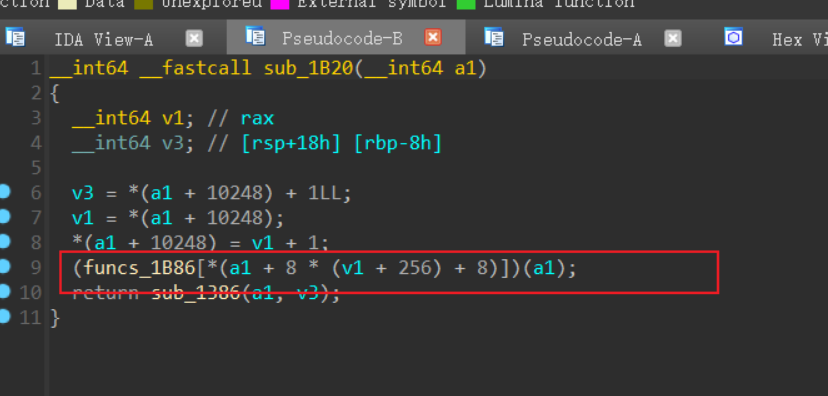 ction Data Unexplored External symbol Lumina function
IDA View-A Pseudocode-B Pseudocode-A Hex Vi
1 __int64 __fastcall sub_1B20(__int64 a1)
2 {
3 __int64 v1; // rax
4 __int64 v3; // [rsp+18h] [rbp-8h]
5
6 v3 = *(a1 + 10248) + 1LL;
7 v1 = *(a1 + 10248);
8 *(a1 + 10248) = v1 + 1;
9 (funcs_1B86[*(a1 + 8 * (v1 + 256) + 8)])(a1);
10 return sub_1386(a1, v3);
11 }